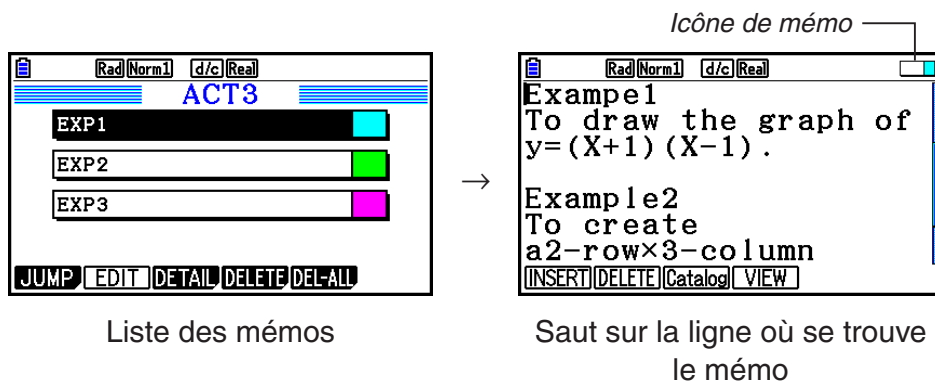 Icône de mémo
Rad Norm1 d/c Real
ACT3
EXP1
EXP2
EXP3
JUMP EDIT DETAIL DELETE DEL-ALL
Liste des mémos
→
Rad Norm1 d/c Real
Exampe1
To draw the graph of
y=(X+1)(X−1).
Example2
To create
a2−row×3−column
INSERT DELETE Catalog VIEW
Saut sur la ligne où se trouve
le mémo